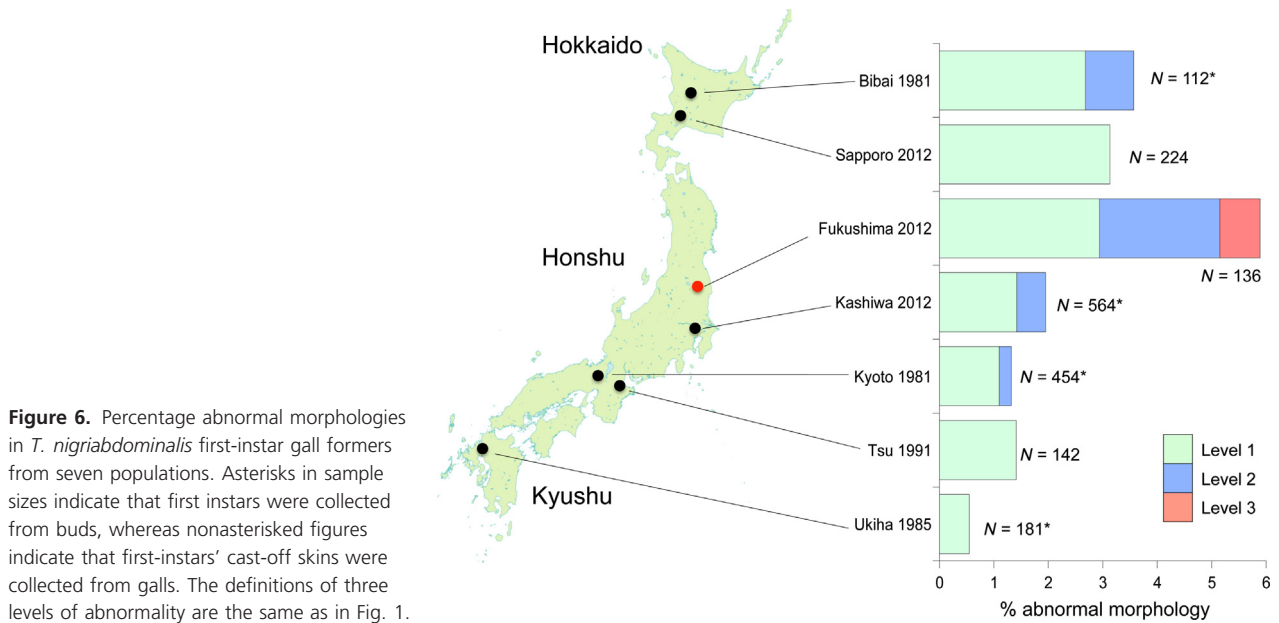 Hokkaido
Honshu
Kyushu
Bibai 1981
Sapporo 2012
Fukushima 2012
Kashiwa 2012
Kyoto 1981
Tsu 1991
Ukiha 1985
N = 112*
N = 224
N = 136
N = 564*
N = 454*
N = 142
N = 181*
Level 1
Level 2
Level 3
0 1 2 3 4 5 6
% abnormal morphology
Figure 6. Percentage abnormal morphologies
in T. nigriabdominalis first-instar gall formers
from seven populations. Asterisks in sample
sizes indicate that first instars were collected
from buds, whereas nonasterisked figures
indicate that first-instars’ cast-off skins were
collected from galls. The definitions of three
levels of abnormality are the same as in Fig. 1.